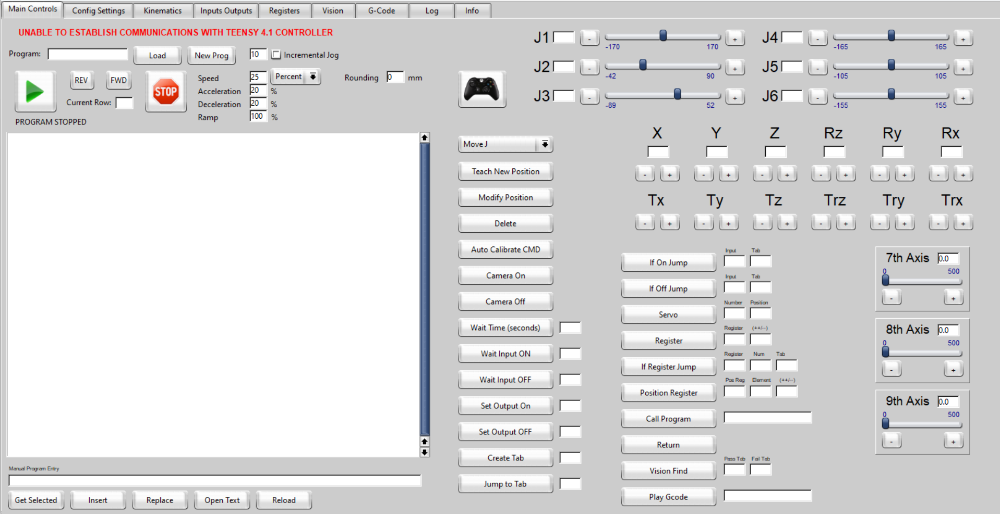 Main Controls Config Settings Kinematics Inputs Outputs Registers Vision G-Code Log Info
UNABLE TO ESTABLISH COMMUNICATIONS WITH TEENSY 4.1 CONTROLLER
Program: Load New Prog 10 Incremental Jog
REV FWD
Current Row:
STOP
PROGRAM STOPPED
Speed 25 Percent
Acceleration 20 %
Deceleration 20 %
Ramp 100 %
Rounding 0 mm
J1 - + -170 170
J2 - + -42 90
J3 - + -89 52
J4 - + -165 165
J5 - + -105 105
J6 - + -155 155
X Y Z Rz Ry Rx
- + - + - + - + - + - +
Tx Ty Tz Trz Try Trx
- + - + - + - + - + - +
Move J
Teach New Position
Modify Position
Delete
Auto Calibrate CMD
Camera On
Camera Off
Wait Time (seconds)
Wait Input ON
Wait Input OFF
Set Output On
Set Output OFF
Create Tab
Jump to Tab
Input Tab
If On Jump
Input Tab
If Off Jump
Number Position
Servo
Register (++/--)
Register
Register Num Tab
If Register Jump
Pos Reg Element (++/--)
Position Register
Call Program
Return
Pass Tab Fail Tab
Vision Find
Play Gcode
7th Axis 0.0
0 500
- +
8th Axis 0.0
0 500
- +
9th Axis 0.0
0 500
- +
Manual Program Entry
Get Selected Insert Replace Open Text Reload